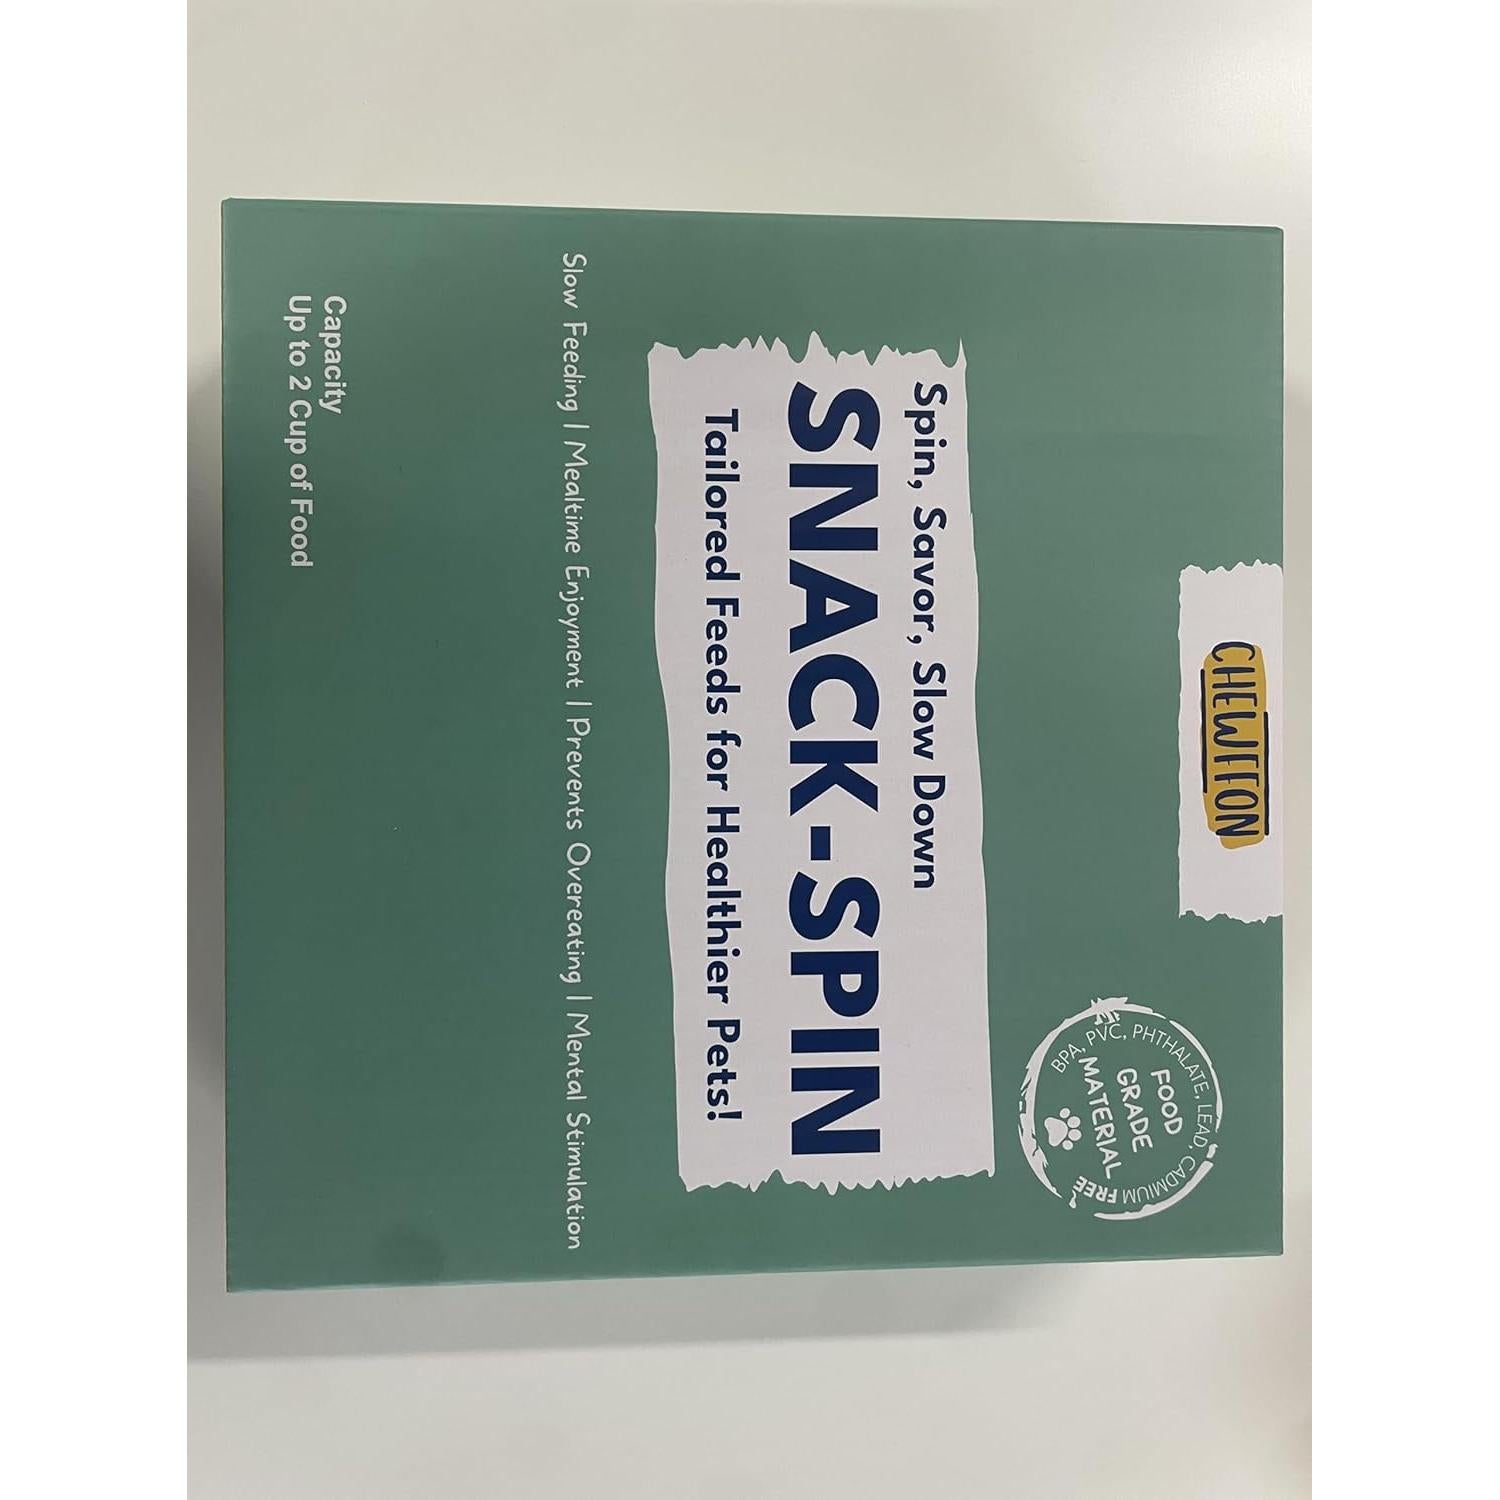 CHEWFFON
BPA, PVC, PHTHALATE, LEAD, CADMIUM FREE
FOOD
GRADE
MATERIAL
Spin, Savor, Slow Down
SNACK-SPIN
Tailored Feeds for Healthier Pets!
Slow Feeding | Mealtime Enjoyment | Prevents Overeating | Mental Stimulation
Capacity
Up to 2 Cup of Food